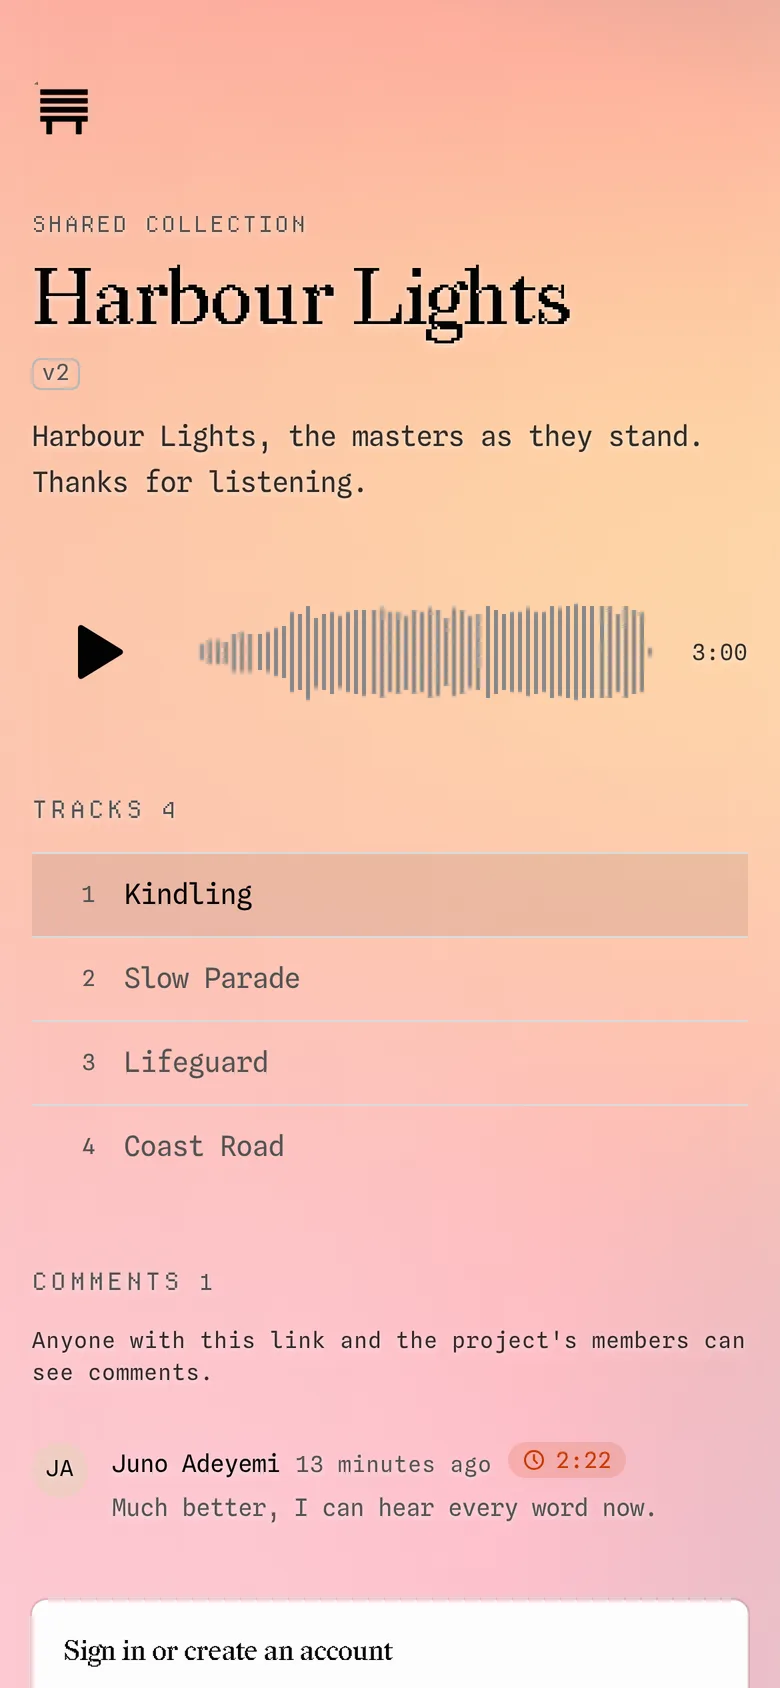 SHARED COLLECTION
Harbour Lights
v2
Harbour Lights, the masters as they stand.
Thanks for listening.
3:00
TRACKS 4
1 Kindling
2 Slow Parade
3 Lifeguard
4 Coast Road
COMMENTS 1
Anyone with this link and the project's members can
see comments.
JA Juno Adeyemi 13 minutes ago 2:22
Much better, I can hear every word now.
Sign in or create an account